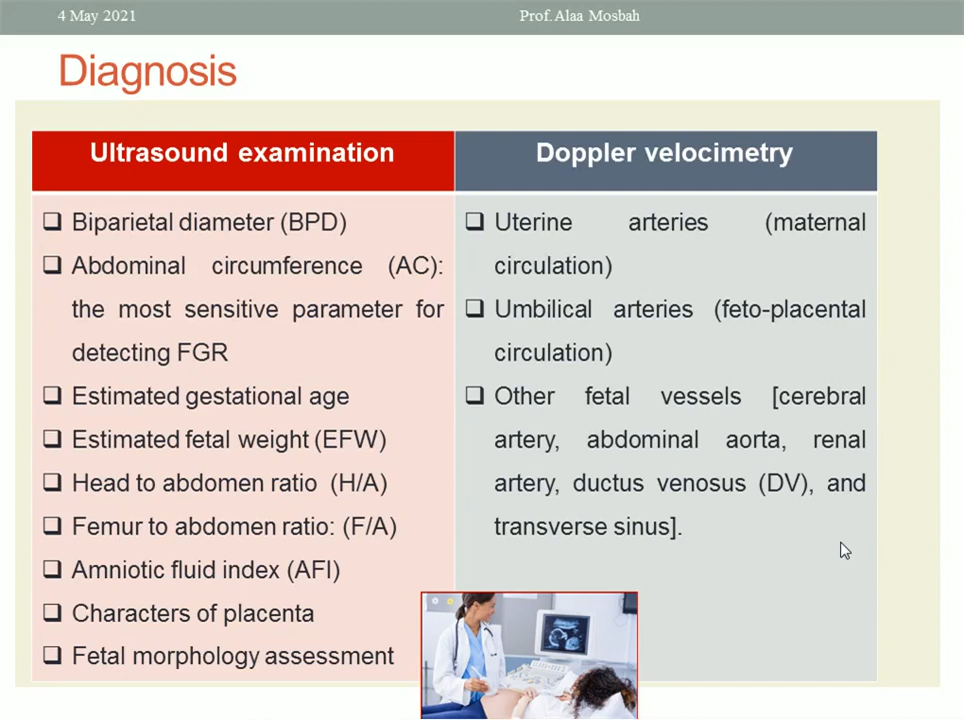 4 May 2021
Prof.Alaa Mosbah
Diagnosis
Ultrasound examination
❑ Biparietal diameter (BPD)
❑ Abdominal circumference (AC):
the most sensitive parameter for
detecting FGR
❑ Estimated gestational age
❑ Estimated fetal weight (EFW)
❑ Head to abdomen ratio (H/A)
❑ Femur to abdomen ratio: (F/A)
❑ Amniotic fluid index (AFI)
❑ Characters of placenta
❑ Fetal morphology assessment
Doppler velocimetry
❑ Uterine arteries (maternal
circulation)
❑ Umbilical arteries (feto-placental
circulation)
❑ Other fetal vessels [cerebral
artery, abdominal aorta, renal
artery, ductus venosus (DV), and
transverse sinus].